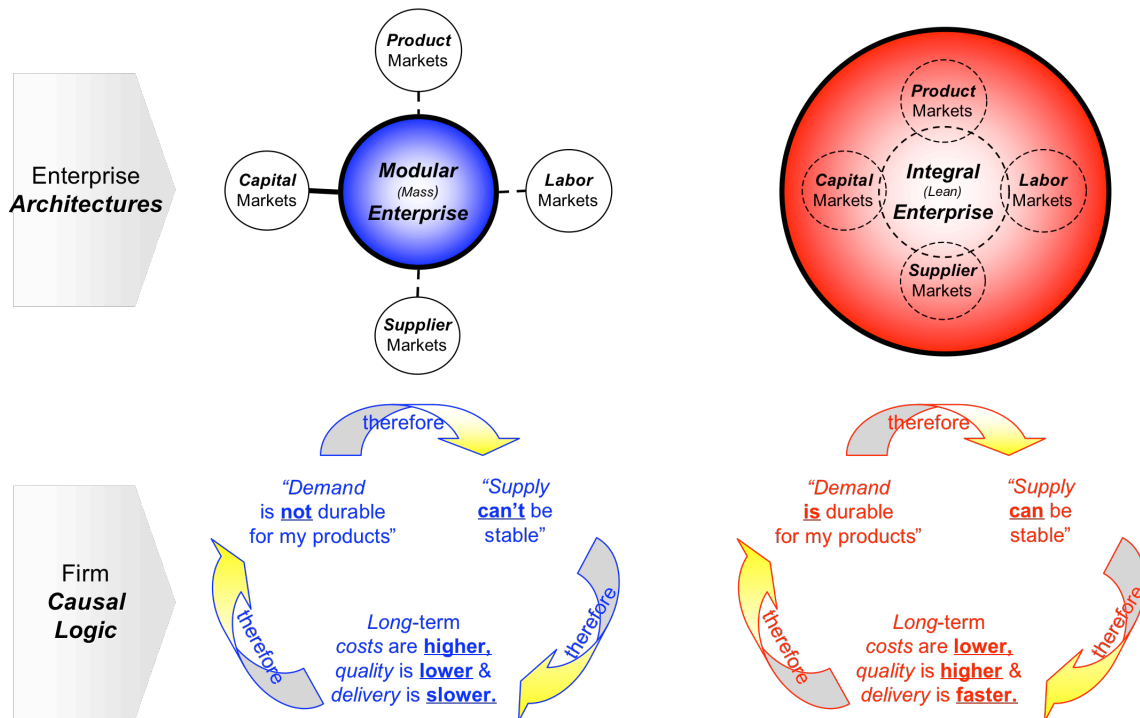 Enterprise
Architectures
Product
Markets
Capital
Markets
Modular
(Mass)
Enterprise
Labor
Markets
Supplier
Markets
Product
Markets
Capital
Markets
Integral
(Lean)
Enterprise
Labor
Markets
Supplier
Markets
Firm
Causal
Logic
therefore
“Demand
is not durable
for my products”
“Supply
can’t be
stable”
therefore
Long-term
costs are higher,
quality is lower &
delivery is slower.
therefore
therefore
“Demand
is durable
for my products”
“Supply
can be
stable”
therefore
Long-term
costs are lower,
quality is higher &
delivery is faster.
therefore